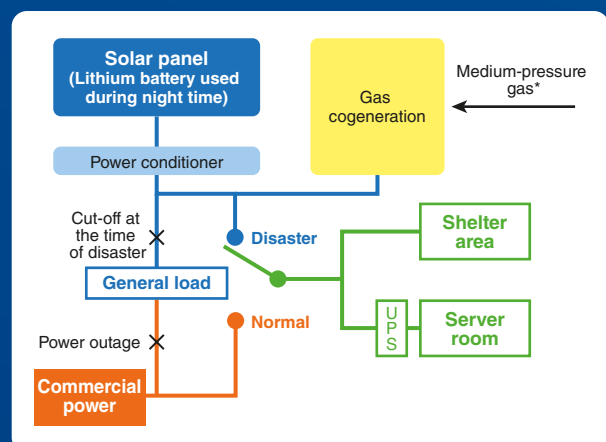 Solar panel
(Lithium battery used
during night time)
Gas
cogeneration
Medium-pressure
gas*
Power conditioner
Cut-off at
the time
of disaster
Disaster
Shelter
area
General load
Normal
UPS
Server
room
Power outage
Commercial
power